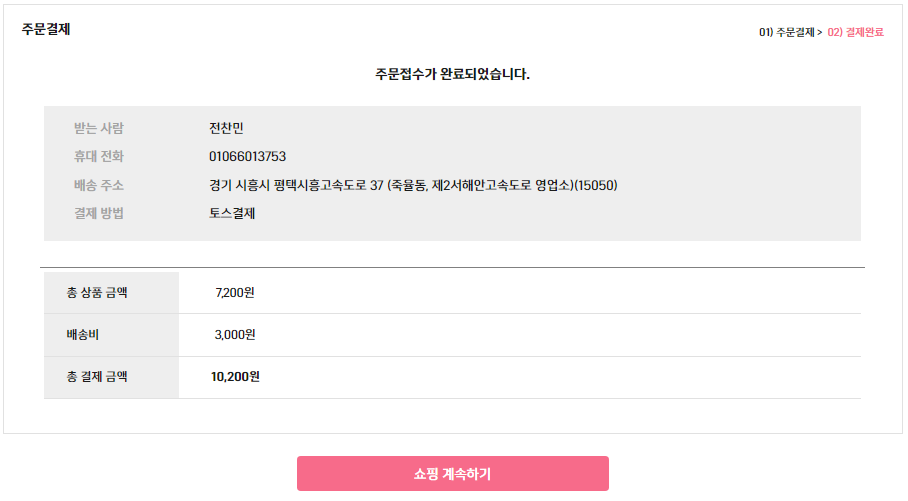 주문결제
01) 주문결제 > 02) 결제완료
주문접수가 완료되었습니다.
받는 사람 전찬민
휴대 전화 01066013753
배송 주소 경기 시흥시 평택시흥고속도로 37 (죽율동, 제2서해안고속도로 영업소)(15050)
결제 방법 토스결제
총 상품 금액 7,200원
배송비 3,000원
총 결제 금액 10,200원
쇼핑 계속하기